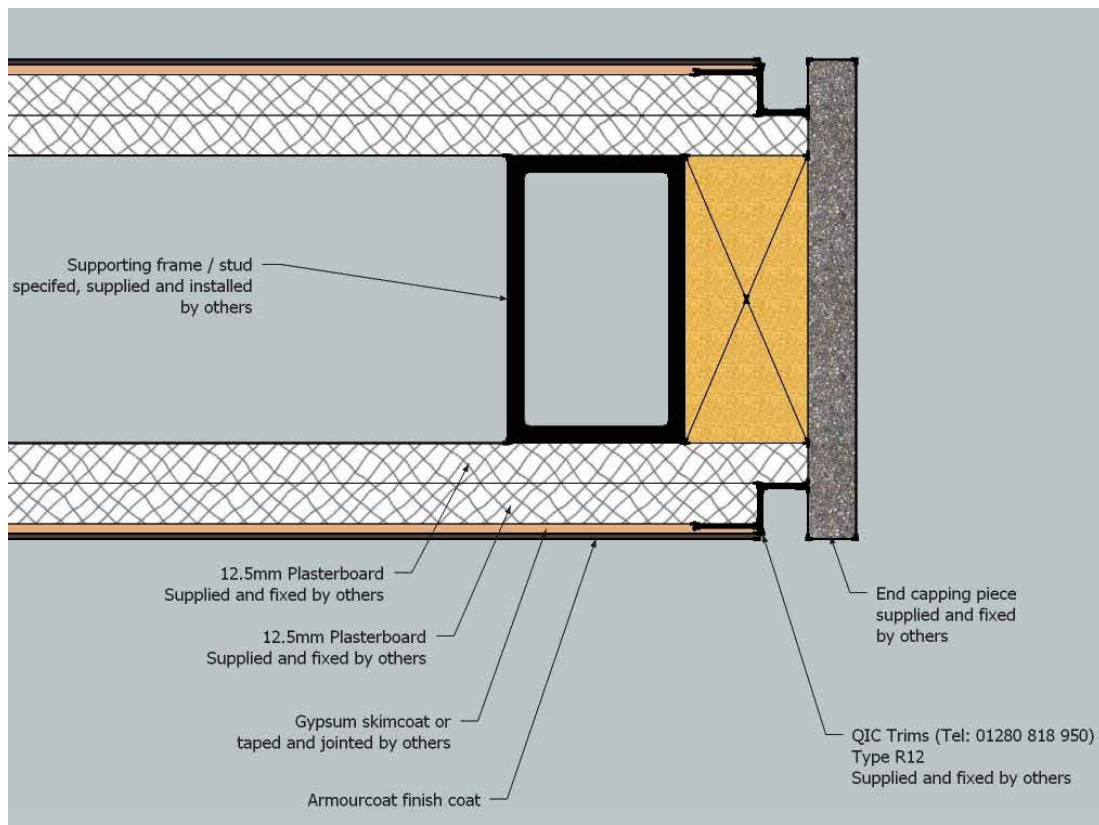 Supporting frame / stud
specifed, supplied and installed
by others
12.5mm Plasterboard
Supplied and fixed by others
12.5mm Plasterboard
Supplied and fixed by others
Gypsum skimcoat or
taped and jointed by others
Armourcoat finish coat
End capping piece
supplied and fixed
by others
QIC Trims (Tel: 01280 818 950)
Type R12
Supplied and fixed by others